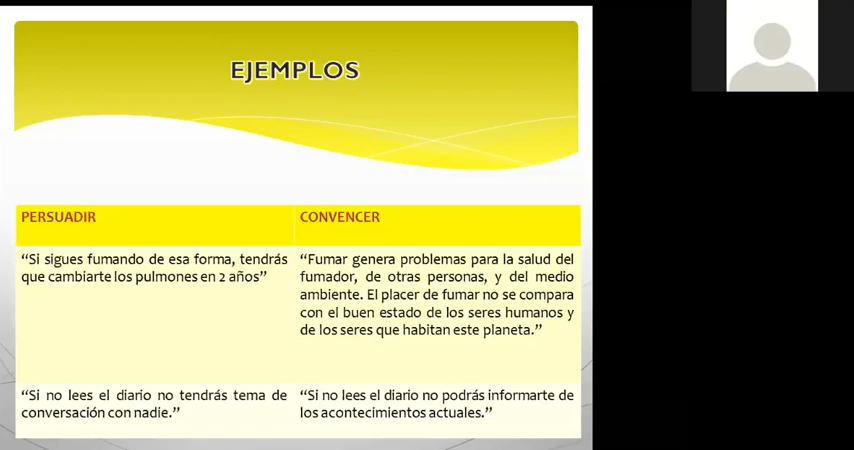 EJEMPLOS
PERSUADIR
CONVENCER
“Si sigues fumando de esa forma, tendrás
que cambiarte los pulmones en 2 años”
“Fumar genera problemas para la salud del
fumador, de otras personas, y del medio
ambiente. El placer de fumar no se compara
con el buen estado de los seres humanos y
de los seres que habitan este planeta.”
“Si no lees el diario no tendrás tema de
conversación con nadie.”
“Si no lees el diario no podrás informarte de
los acontecimientos actuales.”